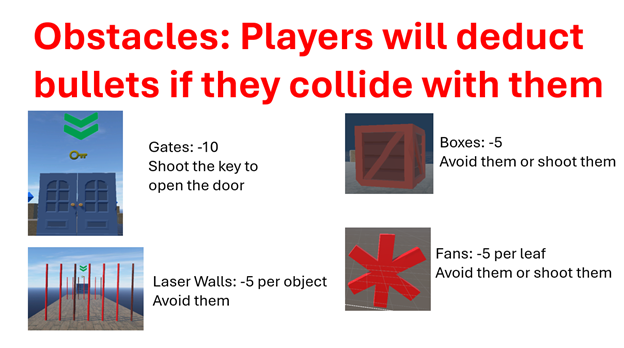 Obstacles: Players will deduct
bullets if they collide with them
Gates: -10
Shoot the key to
open the door
Boxes: -5
Avoid them or shoot them
Laser Walls: -5 per object
Avoid them
Fans: -5 per leaf
Avoid them or shoot them